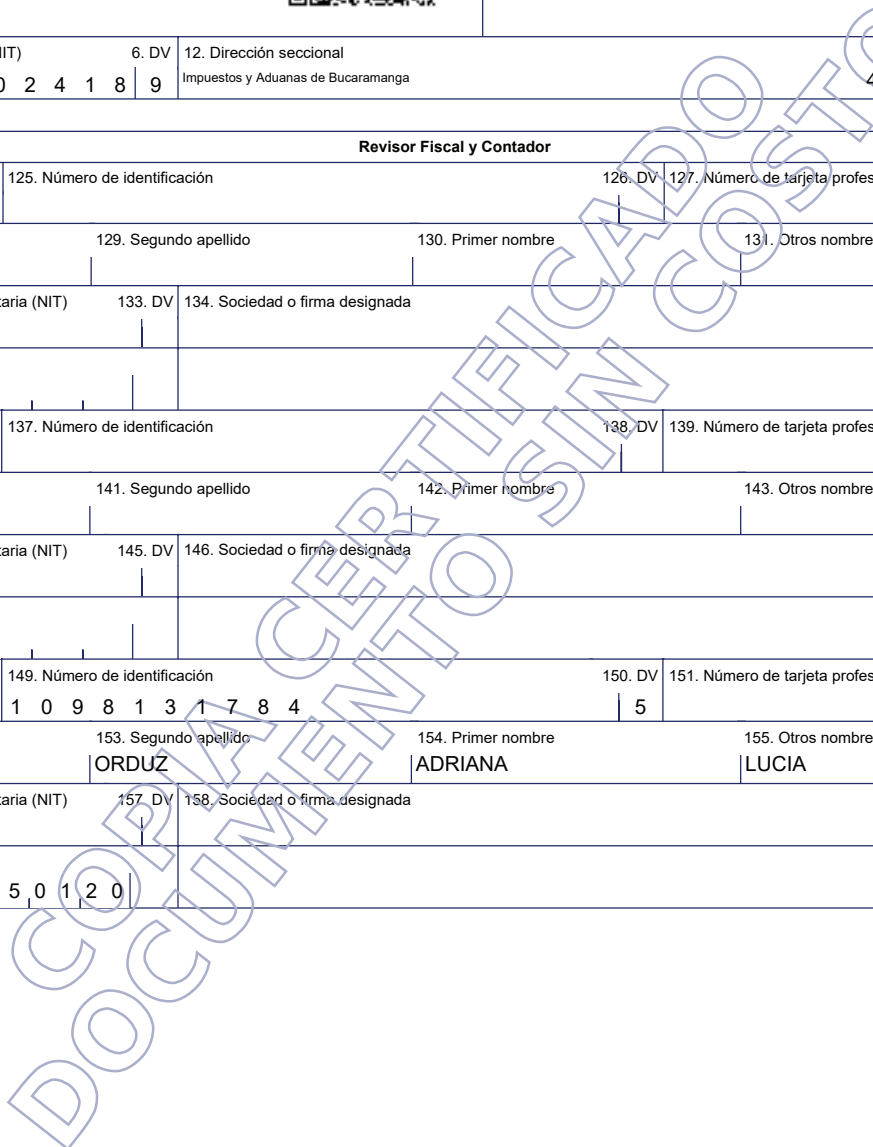 IIT) 6. DV 12. Dirección seccional
0 2 4 1 8 9 Impuestos y Aduanas de Bucaramanga 4
Revisor Fiscal y Contador
125. Número de identificación 126. DV 127. Número de tarjeta profes
129. Segundo apellido 130. Primer nombre 131. Otros nombre
taria (NIT) 133. DV 134. Sociedad o firma designada
137. Número de identificación 138. DV 139. Número de tarjeta profes
141. Segundo apellido 142. Primer nombre 143. Otros nombre
taria (NIT) 145. DV 146. Sociedad o firma designada
149. Número de identificación 150. DV 151. Número de tarjeta profes
1 0 9 8 1 3 1 7 8 4 5
153. Segundo apellido 154. Primer nombre 155. Otros nombre
ORDUZ ADRIANA LUCIA
taria (NIT) 157. DV 158. Sociedad o firma designada
5 0 1 2 0
COPIA CERTIFICADO
DOCUMENTO SIN COSTO